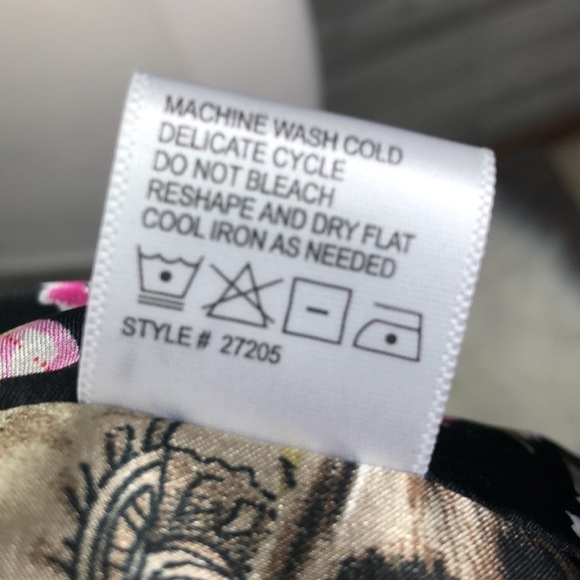 MACHINE WASH COLD
DELICATE CYCLE
DO NOT BLEACH
RESHAPE AND DRY FLAT
COOL IRON AS NEEDED
STYLE # 27205